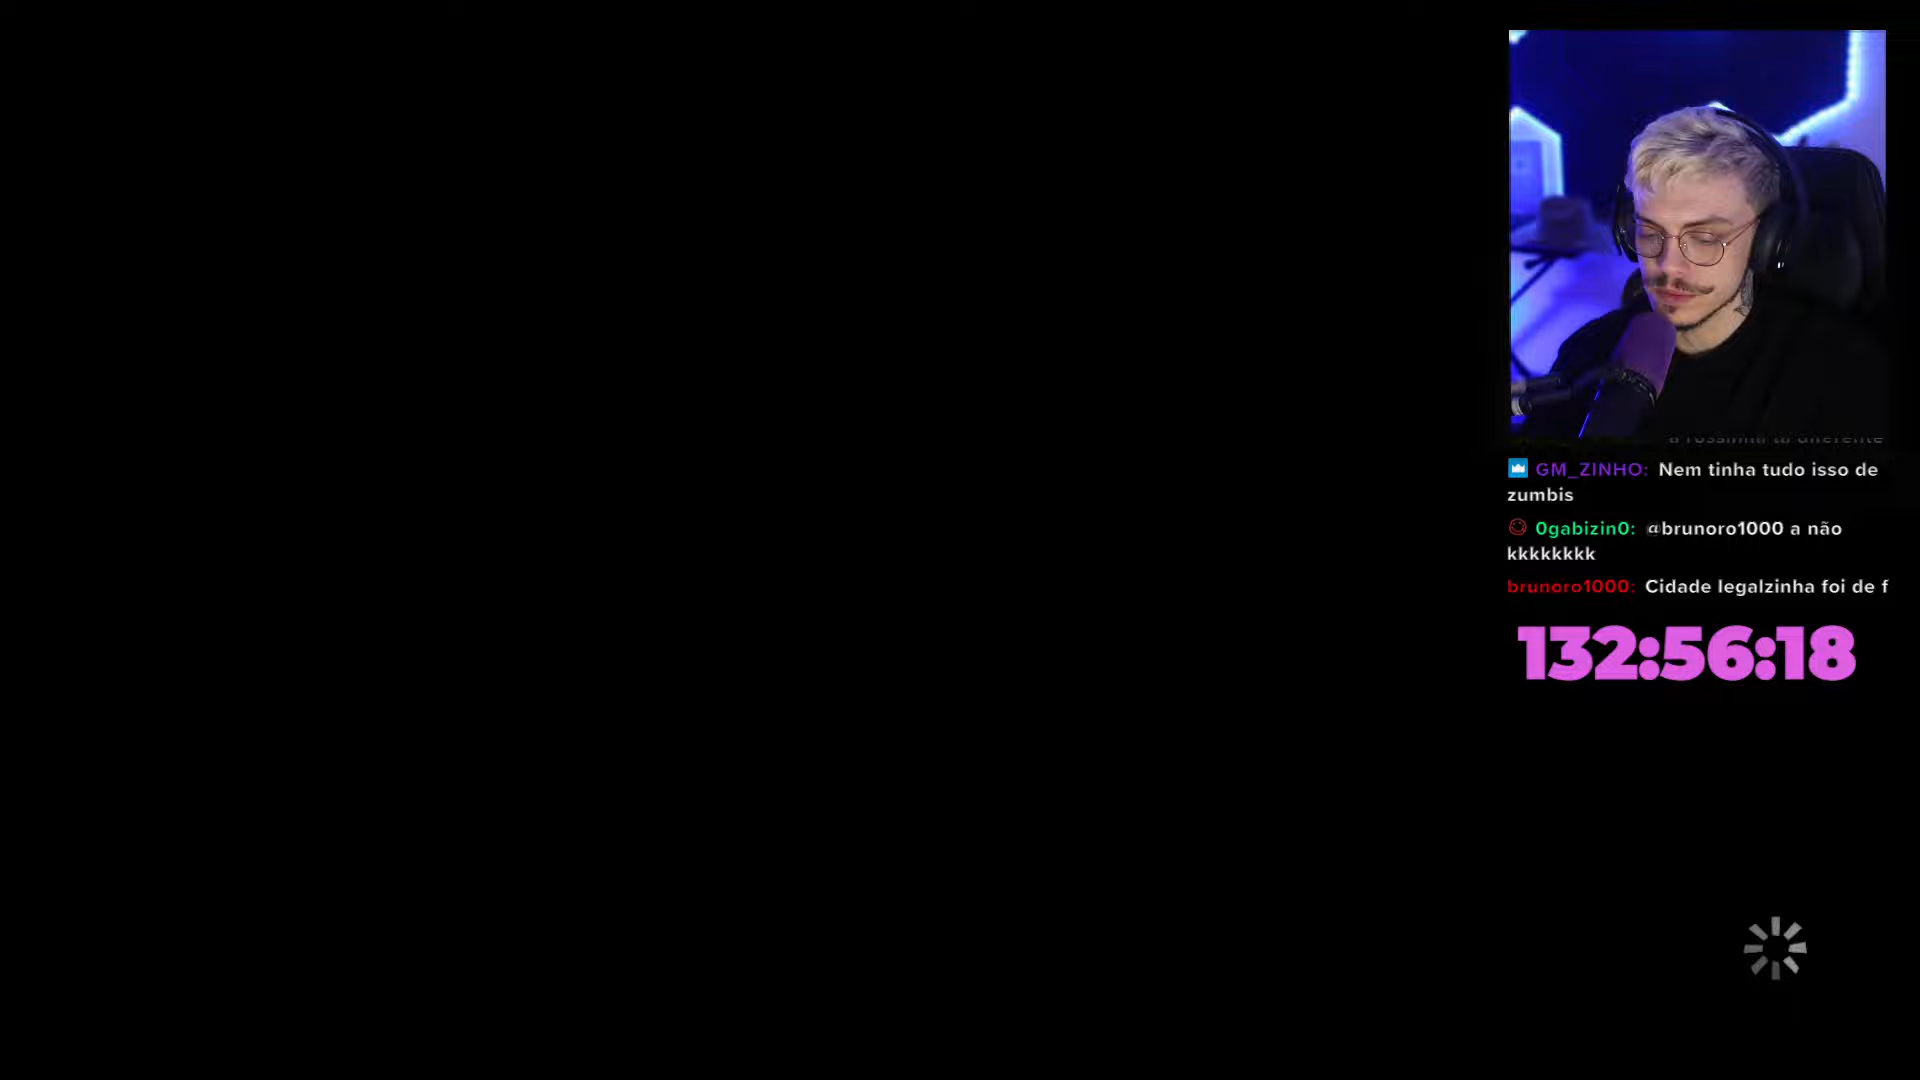 GM_ZINHO: Nem tinha tudo isso de
zumbis
0gabizin0: @brunoro1000 a não
kkkkkkkk
brunoro1000: Cidade legalzinha foi de f
132:56:18